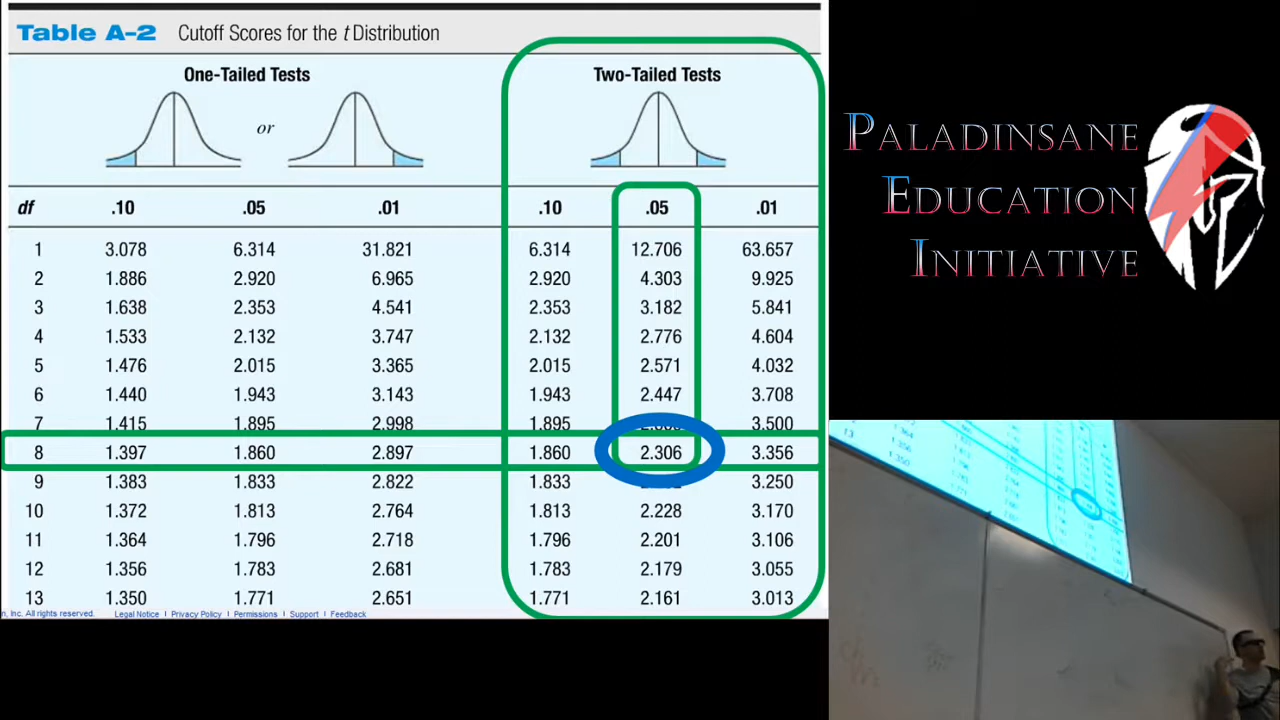 Table A-2 Cutoff Scores for the t Distribution
One-Tailed Tests Two-Tailed Tests
or
df .10 .05 .01 .10 .05 .01
1 3.078 6.314 31.821 6.314 12.706 63.657
2 1.886 2.920 6.965 2.920 4.303 9.925
3 1.638 2.353 4.541 2.353 3.182 5.841
4 1.533 2.132 3.747 2.132 2.776 4.604
5 1.476 2.015 3.365 2.015 2.571 4.032
6 1.440 1.943 3.143 1.943 2.447 3.708
7 1.415 1.895 2.998 1.895 3.500
8 1.397 1.860 2.897 1.860 2.306 3.356
9 1.383 1.833 2.822 1.833 3.250
10 1.372 1.813 2.764 1.813 2.228 3.170
11 1.364 1.796 2.718 1.796 2.201 3.106
12 1.356 1.783 2.681 1.783 2.179 3.055
13 1.350 1.771 2.651 1.771 2.161 3.013
n, Inc. All rights reserved. Legal Notice | Privacy Policy | Permissions | Support | Feedback
PALADINSANE
EDUCATION
INITIATIVE